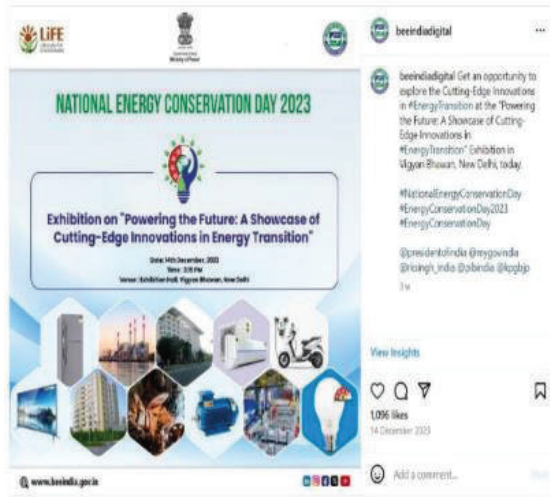 LiFE
Ministry of Power
NATIONAL ENERGY CONSERVATION DAY 2023
Exhibition on "Powering the Future: A Showcase of
Cutting-Edge Innovations in Energy Transition"
Date: 14th December, 2023
Venue: Exhibition Hall, Vigyan Bhawan, New Delhi
www.beeindia.gov.in
beeindiadigital
beeindiadigital Get an opportunity to
explore the Cutting-Edge Innovations
in #EnergyTransition at the "Powering
the Future: A Showcase of Cutting-
Edge Innovations in
#EnergyTransition" Exhibition in
Vigyan Bhawan, New Delhi, today.
#NationalEnergyConservationDay
#EnergyConservationDay2023
#EnergyConservationDay
@presidentofindia @mygovindia
@rksingh_india @pibindia @kpgbjp
3 w
View Insights
1,096 likes
14 December 2023
Add a comment...